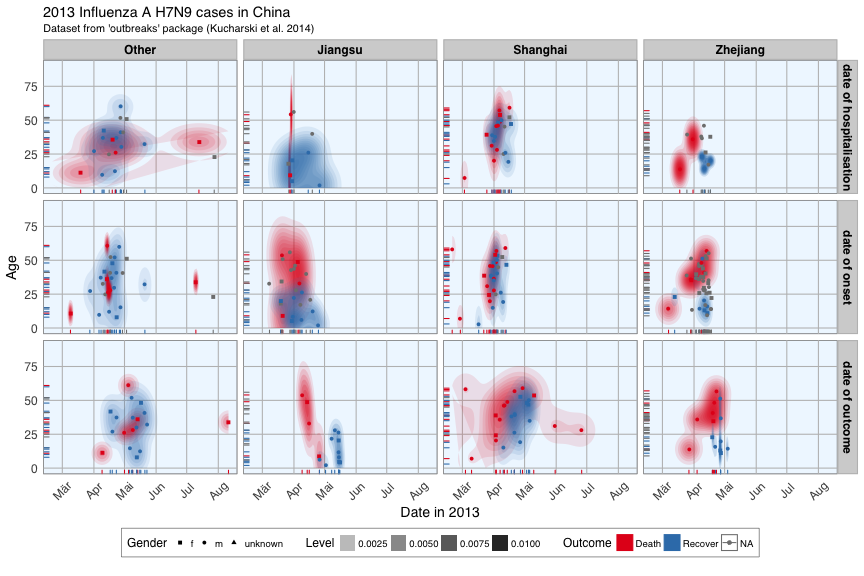 2013 Influenza A H7N9 cases in China
Dataset from 'outbreaks' package (Kucharski et al. 2014)
Other Jiangsu Shanghai Zhejiang
75
50
25
0
date of hospitalisation
75
50
25
0
date of onset
75
50
25
0
date of outcome
Age
Mär Apr Mai Jun Jul Aug Mär Apr Mai Jun Jul Aug Mär Apr Mai Jun Jul Aug Mär Apr Mai Jun Jul Aug
Date in 2013
Gender f m unknown Level 0.0025 0.0050 0.0075 0.0100 Outcome Death Recover NA